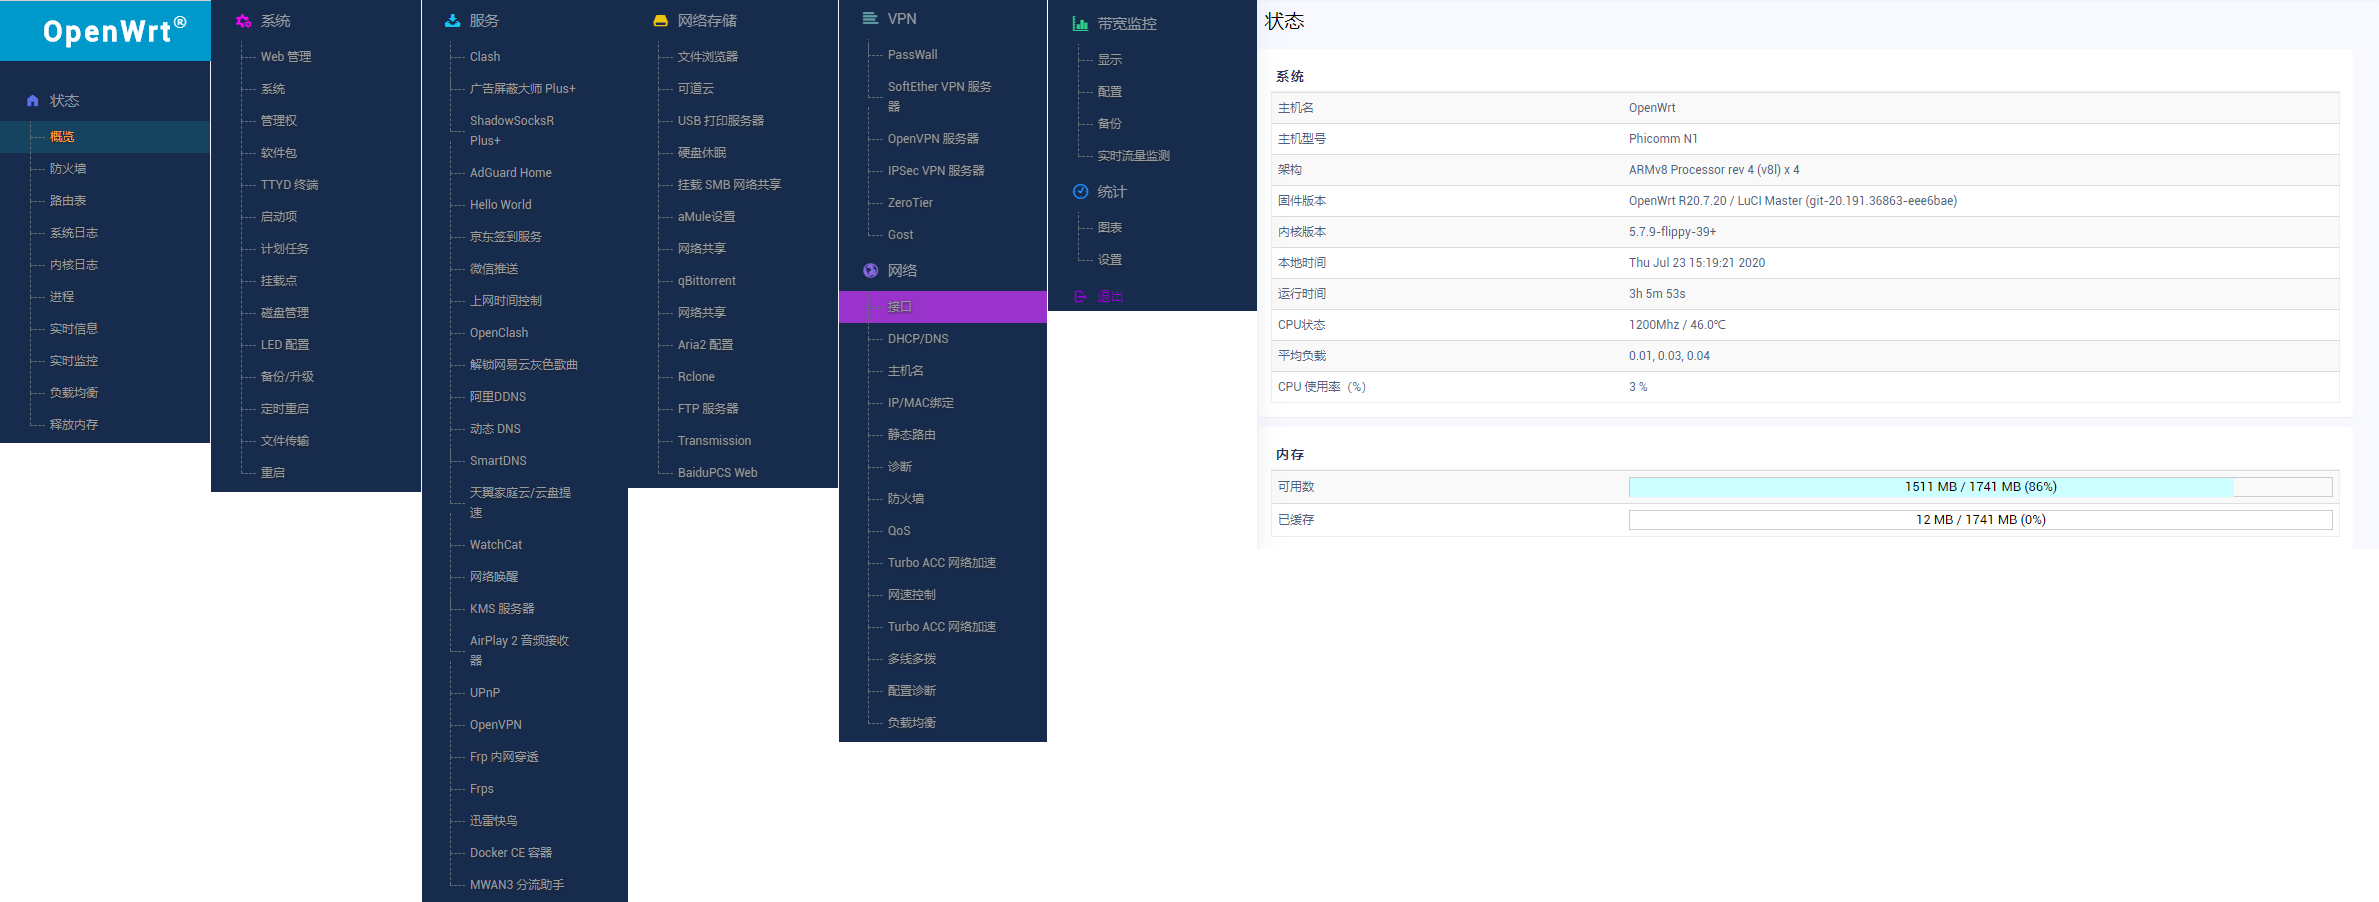 OpenWrt®
状态
概览
防火墙
路由表
系统日志
内核日志
进程
实时信息
实时监控
负载均衡
释放内存
系统
Web 管理
系统
管理权
软件包
TTYD 终端
启动项
计划任务
挂载点
磁盘管理
LED 配置
备份/升级
定时重启
文件传输
重启
服务
Clash
广告屏蔽大师 Plus+
ShadowSocksR
Plus+
AdGuard Home
Hello World
京东签到服务
微信推送
上网时间控制
OpenClash
解锁网易云灰色歌曲
阿里DDNS
动态 DNS
SmartDNS
天翼家庭云/云盘提
速
WatchCat
网络唤醒
KMS 服务器
AirPlay 2 音频接收
器
UPnP
OpenVPN
Frp 内网穿透
Frps
迅雷快鸟
Docker CE 容器
MWAN3 分流助手
网络存储
文件浏览器
可道云
USB 打印服务器
硬盘休眠
挂载 SMB 网络共享
aMule设置
网络共享
qBittorrent
网络共享
Aria2 配置
Rclone
FTP 服务器
Transmission
BaiduPCS Web
VPN
PassWall
SoftEther VPN 服务
器
OpenVPN 服务器
IPSec VPN 服务器
ZeroTier
Gost
网络
接口
DHCP/DNS
主机名
IP/MAC绑定
静态路由
诊断
防火墙
QoS
Turbo ACC 网络加速
网速控制
Turbo ACC 网络加速
多线多拨
配置诊断
负载均衡
带宽监控
显示
配置
备份
实时流量监测
统计
图表
设置
退出
状态
系统
主机名 OpenWrt
主机型号 Phicomm N1
架构 ARMv8 Processor rev 4 (v8l) x 4
固件版本 OpenWrt R20.7.20 / LuCI Master (git-20.191.36863-eee6bae)
内核版本 5.7.9-flippy-39+
本地时间 Thu Jul 23 15:19:21 2020
运行时间 3h 5m 53s
CPU状态 1200Mhz / 46.0℃
平均负载 0.01, 0.03, 0.04
CPU 使用率（%） 3 %
内存
可用数 1511 MB / 1741 MB (86%)
已缓存 12 MB / 1741 MB (0%)